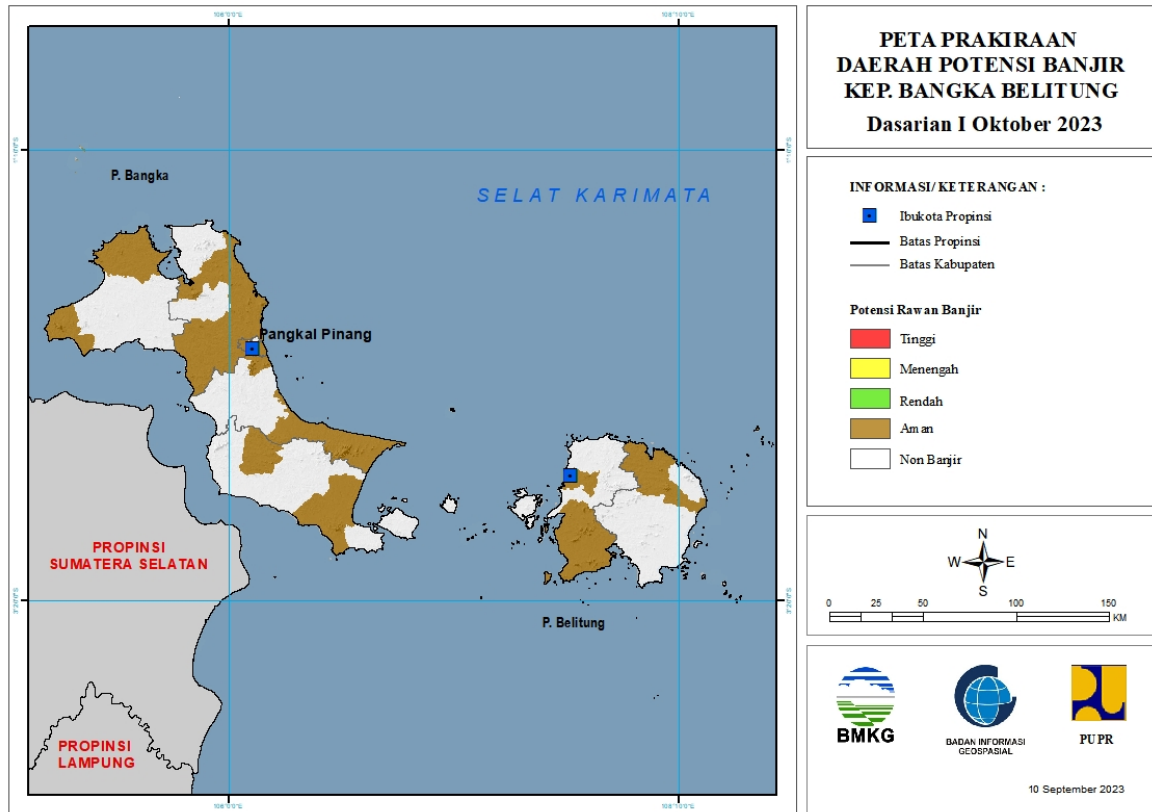 PETA PRAKIRAAN
DAERAH POTENSI BANJIR
KEP. BANGKA BELITUNG
Dasarian I Oktober 2023
P. Bangka
SELAT KARIMATA
Pangkal Pinang
PROPINSI
SUMATERA SELATAN
P. Belitung
PROPINSI
LAMPUNG
INFORMASI/ KETERANGAN :
Ibukota Propinsi
Batas Propinsi
Batas Kabupaten
Potensi Rawan Banjir
Tinggi
Menengah
Rendah
Aman
Non Banjir
N
W E
S
0 25 50 100 150
KM
BMKG
BADAN INFORMASI
GEOSPASIAL
PUPR
10 September 2023